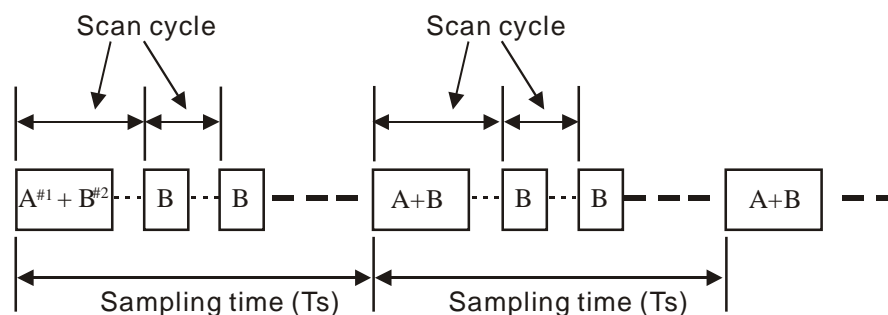 Scan cycle Scan cycle
A#1 + B#2 B B A+B B B A+B
Sampling time (Ts) Sampling time (Ts)